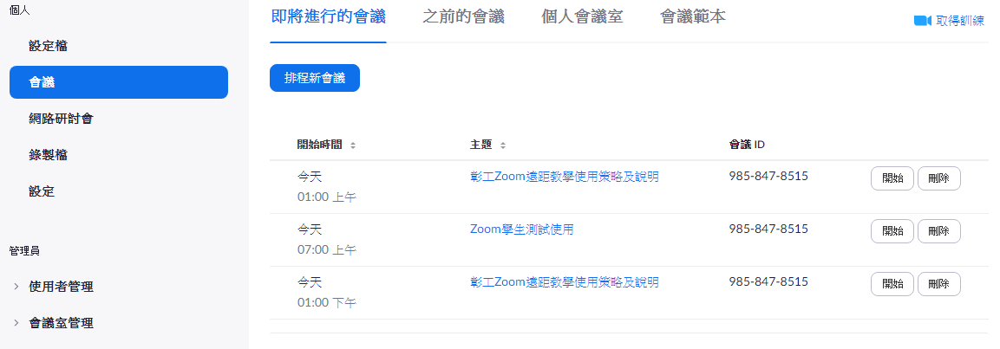 個人
設定檔
會議
網路研討會
錄製檔
設定
管理員
使用者管理
會議室管理
即將進行的會議 之前的會議 個人會議室 會議範本
取得訓練
排程新會議
開始時間 主題 會議 ID
今天 彰工Zoom遠距教學使用策略及說明 985-847-8515 開始 刪除
01:00 上午
今天 Zoom學生測試使用 985-847-8515 開始 刪除
07:00 上午
今天 彰工Zoom遠距教學使用策略及說明 985-847-8515 開始 刪除
01:00 下午